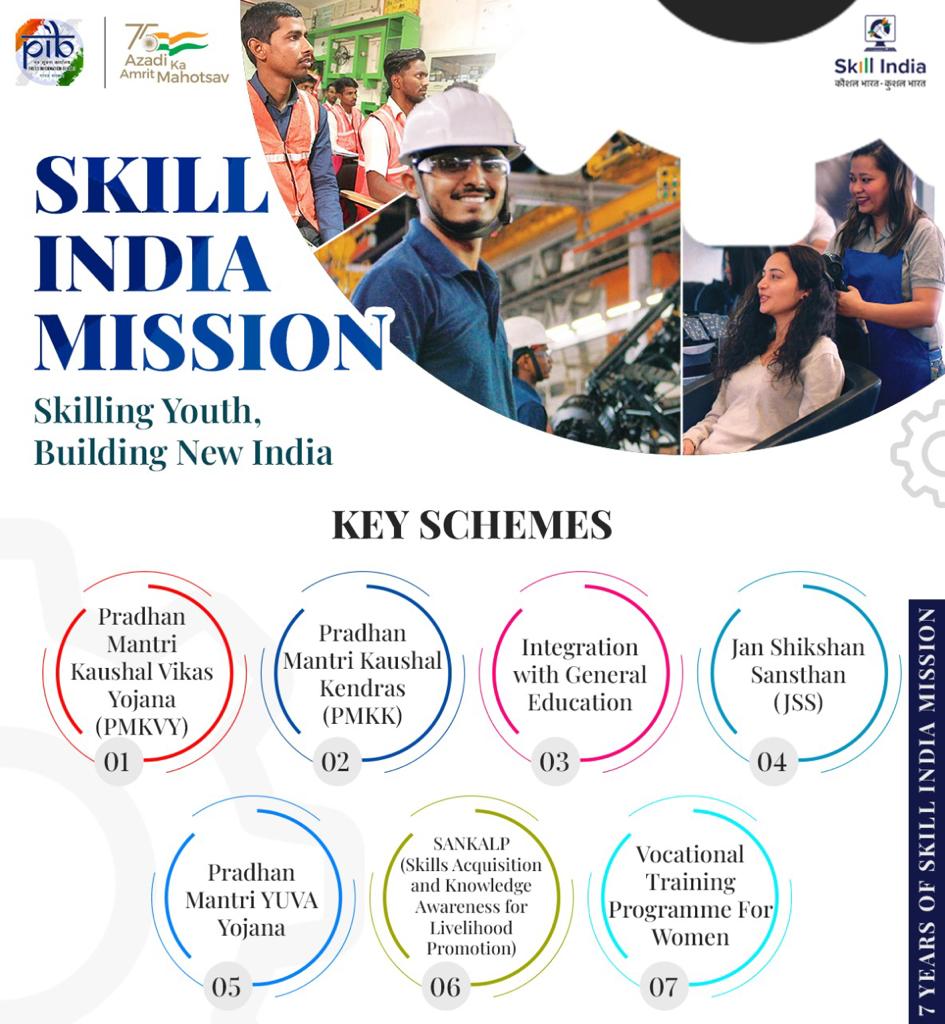 pib
75
Azadi Ka
Amrit Mahotsav
Skill India
कौशल भारत - कुशल भारत
SKILL
INDIA
MISSION
Skilling Youth,
Building New India
KEY SCHEMES
Pradhan
Mantri
Kaushal Vikas
Yojana
(PMKVY)
01
Pradhan
Mantri Kaushal
Kendras
(PMKK)
02
Integration
with General
Education
03
Jan Shikshan
Sansthan
(JSS)
04
Pradhan
Mantri YUVA
Yojana
05
SANKALP
(Skills Acquisition
and Knowledge
Awareness for
Livelihood
Promotion)
06
Vocational
Training
Programme For
Women
07
7 YEARS OF SKILL INDIA MISSION